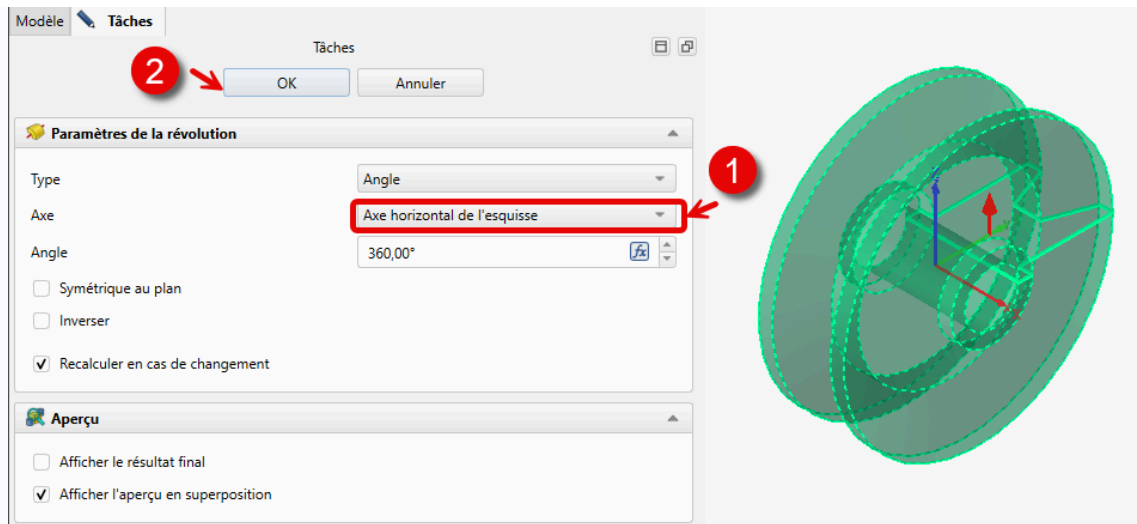 Modèle Tâches
Tâches
2
OK Annuler
Paramètres de la révolution
1
Type Angle
Axe Axe horizontal de l'esquisse
Angle 360,00° fx
Symétrique au plan
Inverser
Recalculer en cas de changement
Aperçu
Afficher le résultat final
Afficher l'aperçu en superposition
X